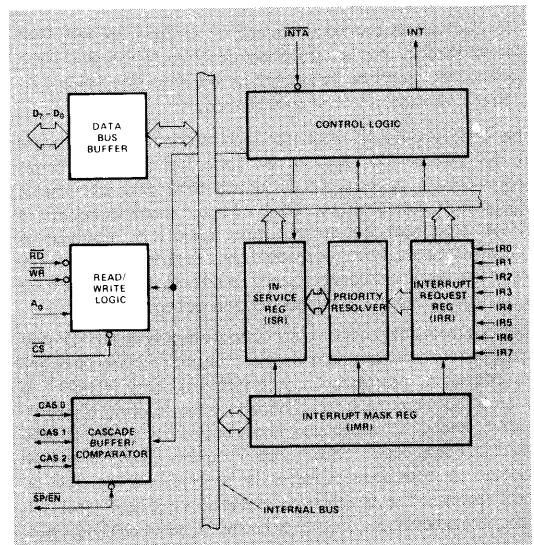 INTA
INT
D7 - D0
DATA
BUS
BUFFER
CONTROL LOGIC
RD
WR
A0
CS
READ/
WRITE
LOGIC
IN-
SERVICE
REG
(ISR)
PRIORITY
RESOLVER
INTERRUPT
REQUEST
REG
(IRR)
IR0
IR1
IR2
IR3
IR4
IR5
IR6
IR7
CAS 0
CAS 1
CAS 2
CASCADE
BUFFER/
COMPARATOR
INTERRUPT MASK REG
(IMR)
SP/EN
INTERNAL BUS